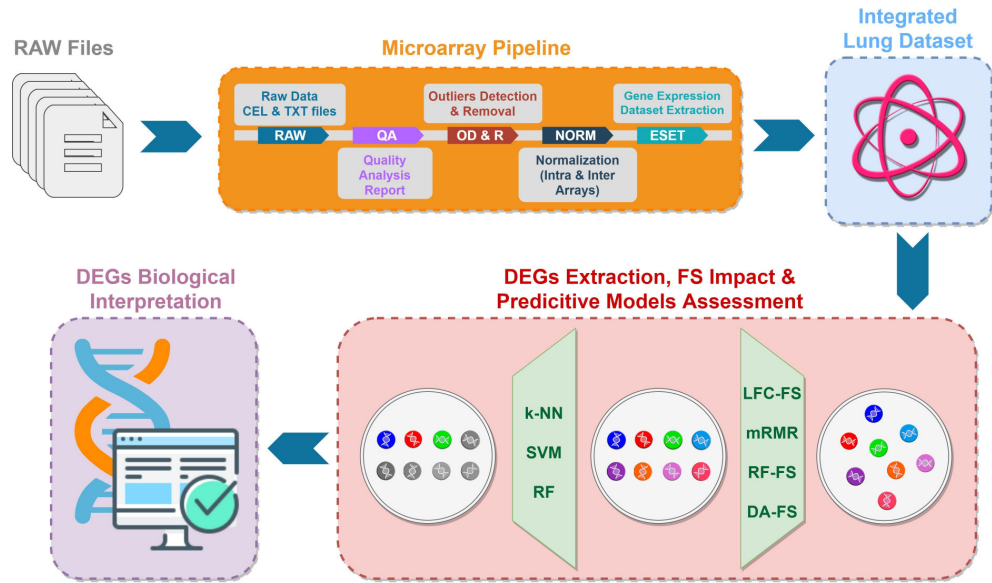 RAW Files
Microarray Pipeline
Integrated
Lung Dataset
Raw Data
CEL & TXT files
Outliers Detection
& Removal
Gene Expression
Dataset Extraction
RAW
QA
OD & R
NORM
ESET
Quality
Analysis
Report
Normalization
(Intra & Inter
Arrays)
DEGs Biological
Interpretation
DEGs Extraction, FS Impact &
Predicitive Models Assessment
k-NN
SVM
RF
LFC-FS
mRMR
RF-FS
DA-FS